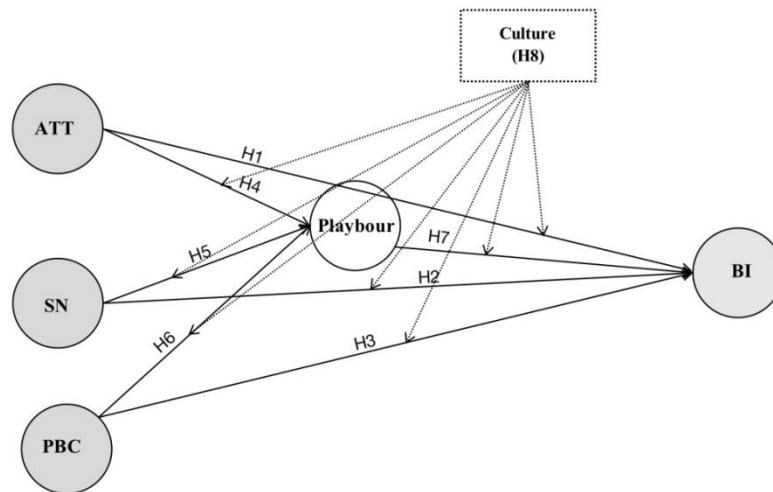 Culture
(H8)
ATT
H1
H4
Playbour
H7
H5
BI
SN
H2
H6
H3
PBC